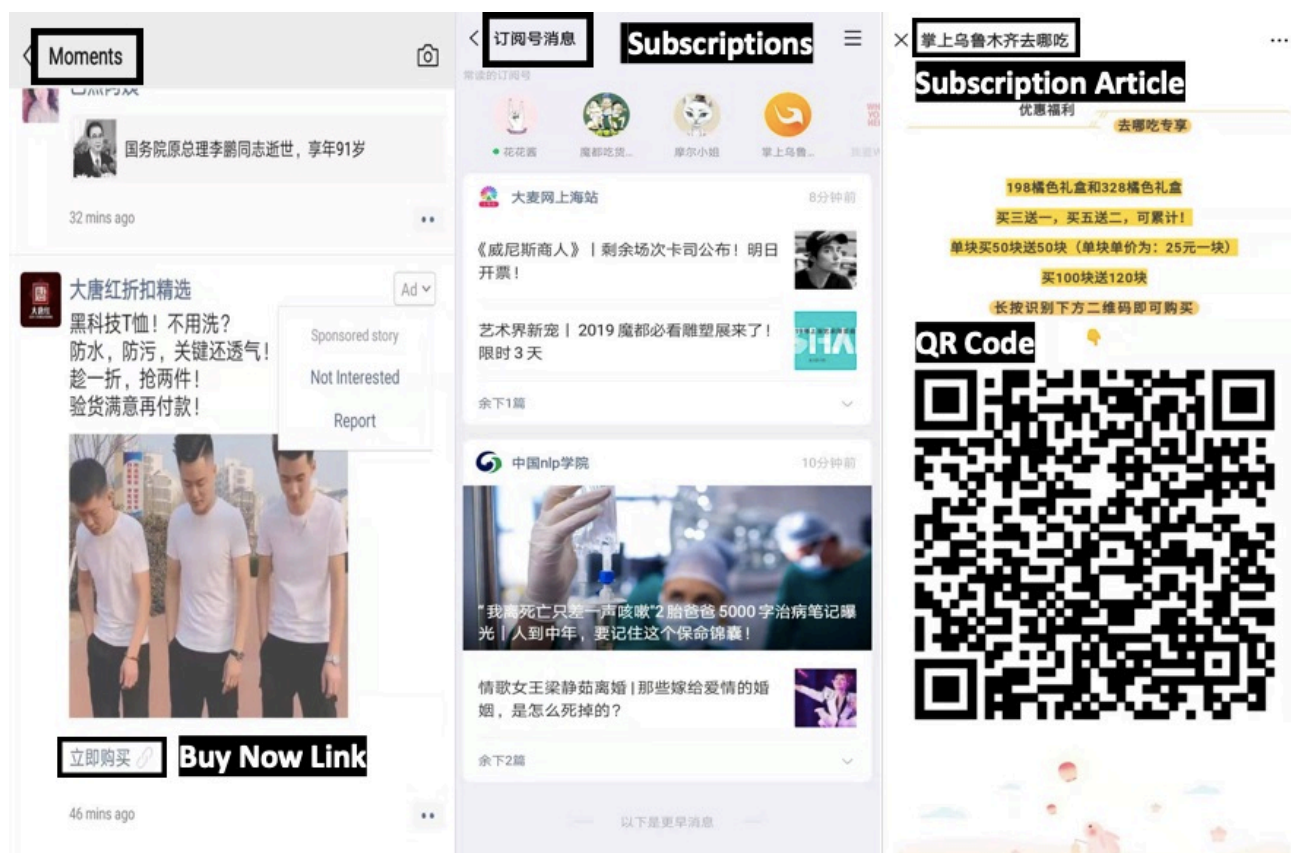 Moments
国务院原总理李鹏同志逝世，享年91岁
32 mins ago
大唐红折扣精选
Ad
黑科技T恤！不用洗？
防水，防污，关键还透气！
趁一折，抢两件！
验货满意再付款！
Sponsored story
Not Interested
Report
唐
大唐红
立即购买
Buy Now Link
46 mins ago
订阅号消息
Subscriptions
常读的订阅号
花花酱
魔都吃货...
摩尔小姐
掌上乌鲁...
大麦网上海站
8分钟前
《威尼斯商人》丨剩余场次卡司公布！明日
开票！
艺术界新宠丨 2019 魔都必看雕塑展来了！
限时 3 天
余下1篇
中国nlp学院
10分钟前
“我离死亡只差一声咳嗽”2 胎爸爸 5000 字治病笔记曝
光丨人到中年，要记住这个保命锦囊！
情歌女王梁静茹离婚 | 那些嫁给爱情的婚
姻，是怎么死掉的？
余下2篇
以下是更早消息
掌上乌鲁木齐去哪吃
Subscription Article
优惠福利
去哪吃专享
198橘色礼盒和328橘色礼盒
买三送一，买五送二，可累计！
单块买50块送50块（单块单价为：25元一块）
买100块送120块
长按识别下方二维码即可购买
QR Code